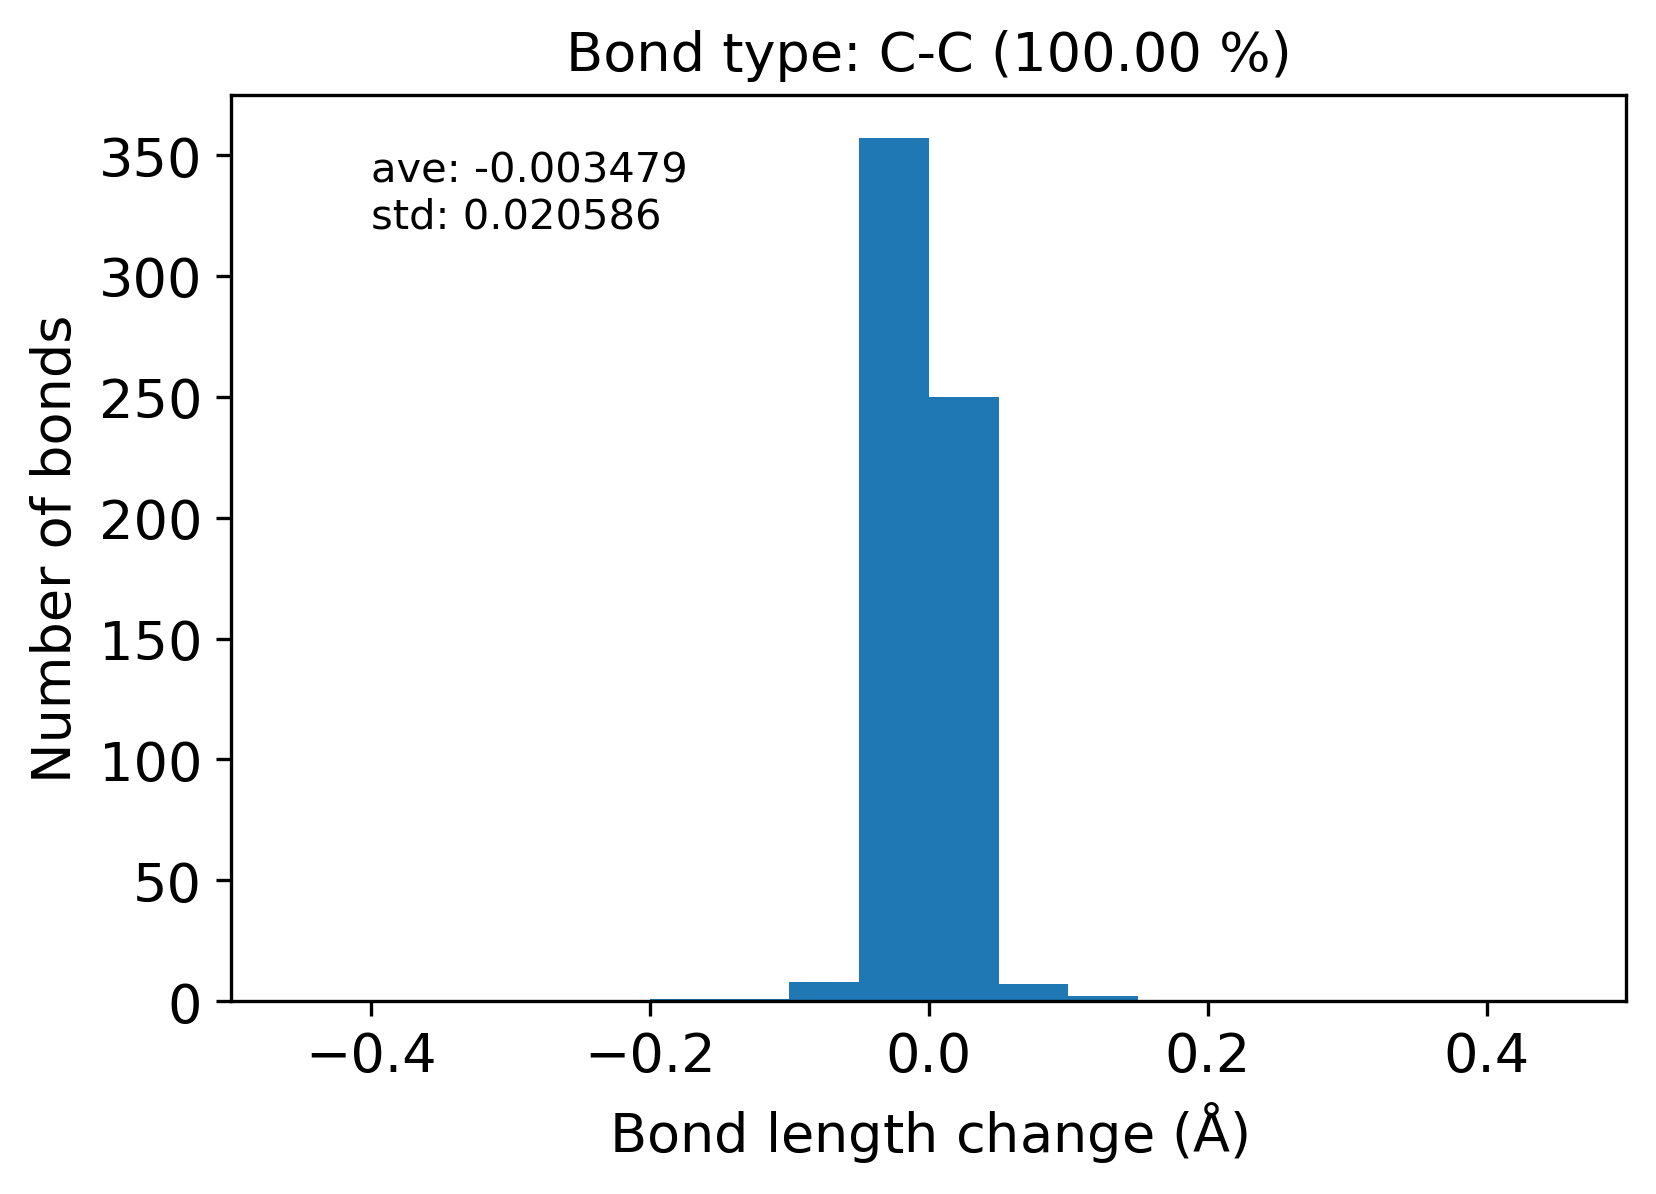 Bond type: C-C (100.00 %)
ave: -0.003479
std: 0.020586
350
300
250
200
150
100
50
0
Number of bonds
−0.4 −0.2 0.0 0.2 0.4
Bond length change (Å)